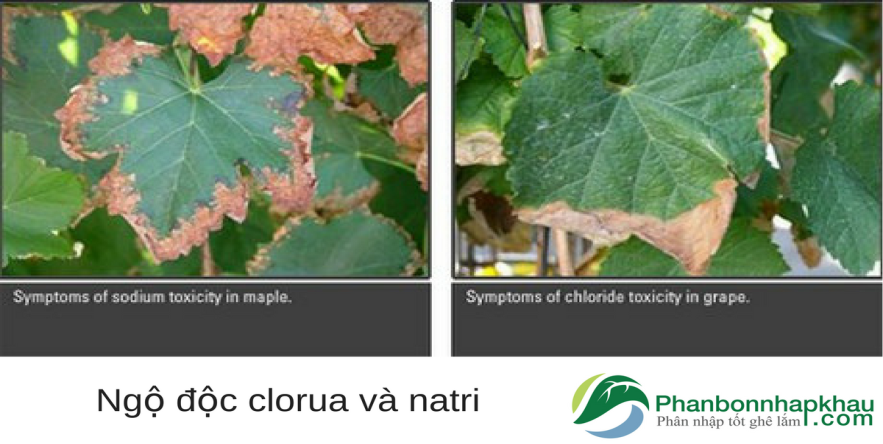 Symptoms of sodium toxicity in maple.
Symptoms of chloride toxicity in grape.
Ngộ độc clorua và natri
Phanbonnhapkhau
Phân nhập tốt ghê lắm
.com